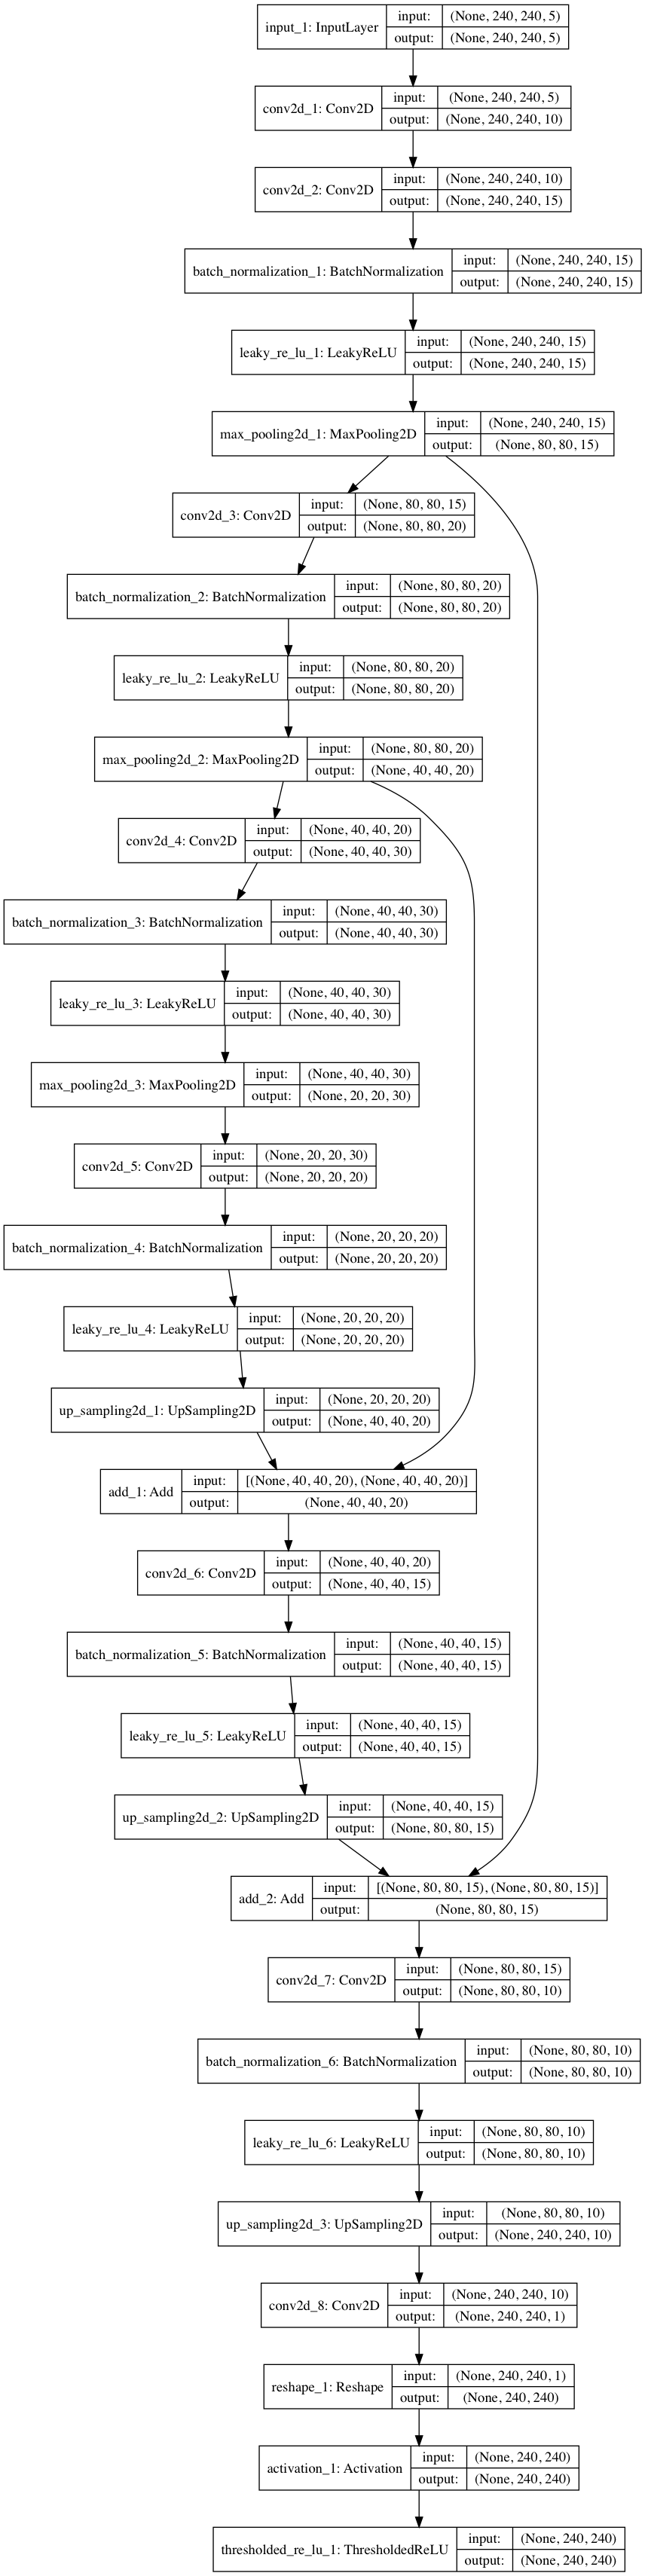 input_1: InputLayer
input: (None, 240, 240, 5)
output: (None, 240, 240, 5)
conv2d_1: Conv2D
input: (None, 240, 240, 5)
output: (None, 240, 240, 10)
conv2d_2: Conv2D
input: (None, 240, 240, 10)
output: (None, 240, 240, 15)
batch_normalization_1: BatchNormalization
input: (None, 240, 240, 15)
output: (None, 240, 240, 15)
leaky_re_lu_1: LeakyReLU
input: (None, 240, 240, 15)
output: (None, 240, 240, 15)
max_pooling2d_1: MaxPooling2D
input: (None, 240, 240, 15)
output: (None, 80, 80, 15)
conv2d_3: Conv2D
input: (None, 80, 80, 15)
output: (None, 80, 80, 20)
batch_normalization_2: BatchNormalization
input: (None, 80, 80, 20)
output: (None, 80, 80, 20)
leaky_re_lu_2: LeakyReLU
input: (None, 80, 80, 20)
output: (None, 80, 80, 20)
max_pooling2d_2: MaxPooling2D
input: (None, 80, 80, 20)
output: (None, 40, 40, 20)
conv2d_4: Conv2D
input: (None, 40, 40, 20)
output: (None, 40, 40, 30)
batch_normalization_3: BatchNormalization
input: (None, 40, 40, 30)
output: (None, 40, 40, 30)
leaky_re_lu_3: LeakyReLU
input: (None, 40, 40, 30)
output: (None, 40, 40, 30)
max_pooling2d_3: MaxPooling2D
input: (None, 40, 40, 30)
output: (None, 20, 20, 30)
conv2d_5: Conv2D
input: (None, 20, 20, 30)
output: (None, 20, 20, 20)
batch_normalization_4: BatchNormalization
input: (None, 20, 20, 20)
output: (None, 20, 20, 20)
leaky_re_lu_4: LeakyReLU
input: (None, 20, 20, 20)
output: (None, 20, 20, 20)
up_sampling2d_1: UpSampling2D
input: (None, 20, 20, 20)
output: (None, 40, 40, 20)
add_1: Add
input: [(None, 40, 40, 20), (None, 40, 40, 20)]
output: (None, 40, 40, 20)
conv2d_6: Conv2D
input: (None, 40, 40, 20)
output: (None, 40, 40, 15)
batch_normalization_5: BatchNormalization
input: (None, 40, 40, 15)
output: (None, 40, 40, 15)
leaky_re_lu_5: LeakyReLU
input: (None, 40, 40, 15)
output: (None, 40, 40, 15)
up_sampling2d_2: UpSampling2D
input: (None, 40, 40, 15)
output: (None, 80, 80, 15)
add_2: Add
input: [(None, 80, 80, 15), (None, 80, 80, 15)]
output: (None, 80, 80, 15)
conv2d_7: Conv2D
input: (None, 80, 80, 15)
output: (None, 80, 80, 10)
batch_normalization_6: BatchNormalization
input: (None, 80, 80, 10)
output: (None, 80, 80, 10)
leaky_re_lu_6: LeakyReLU
input: (None, 80, 80, 10)
output: (None, 80, 80, 10)
up_sampling2d_3: UpSampling2D
input: (None, 80, 80, 10)
output: (None, 240, 240, 10)
conv2d_8: Conv2D
input: (None, 240, 240, 10)
output: (None, 240, 240, 1)
reshape_1: Reshape
input: (None, 240, 240, 1)
output: (None, 240, 240)
activation_1: Activation
input: (None, 240, 240)
output: (None, 240, 240)
thresholded_re_lu_1: ThresholdedReLU
input: (None, 240, 240)
output: (None, 240, 240)